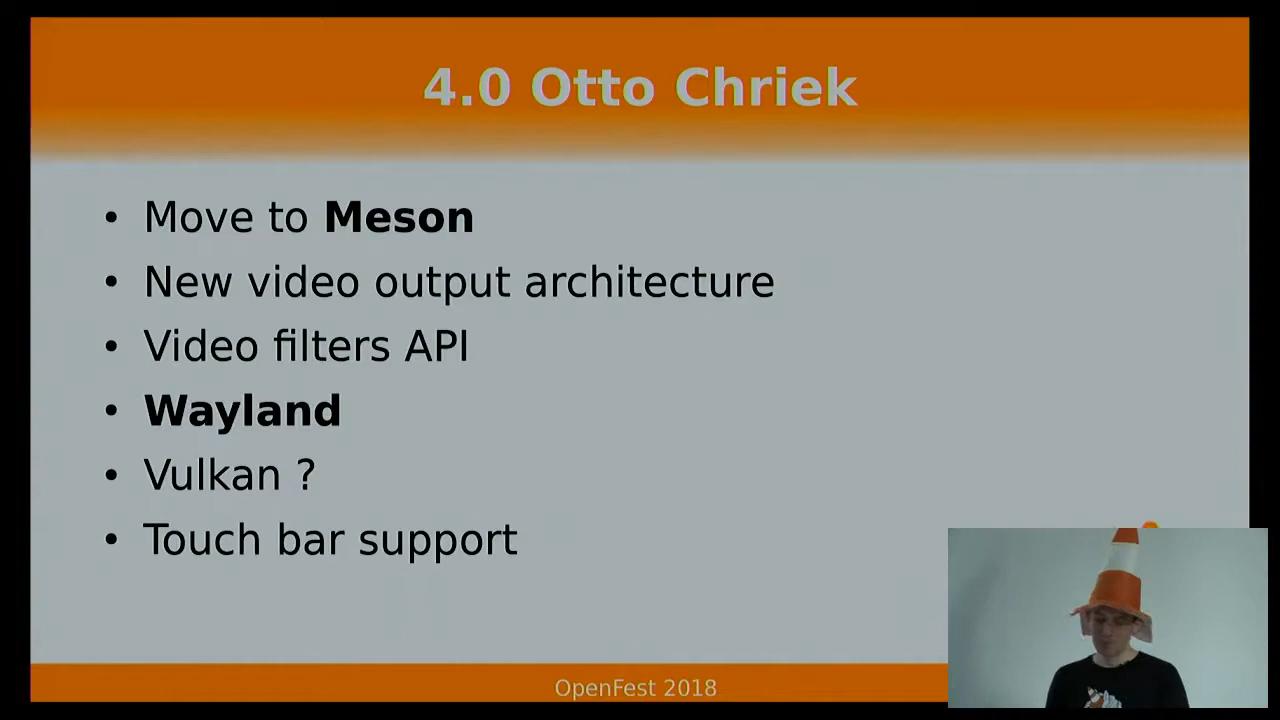 4.0 Otto Chriek
• Move to Meson
• New video output architecture
• Video filters API
• Wayland
• Vulkan ?
• Touch bar support
OpenFest 2018